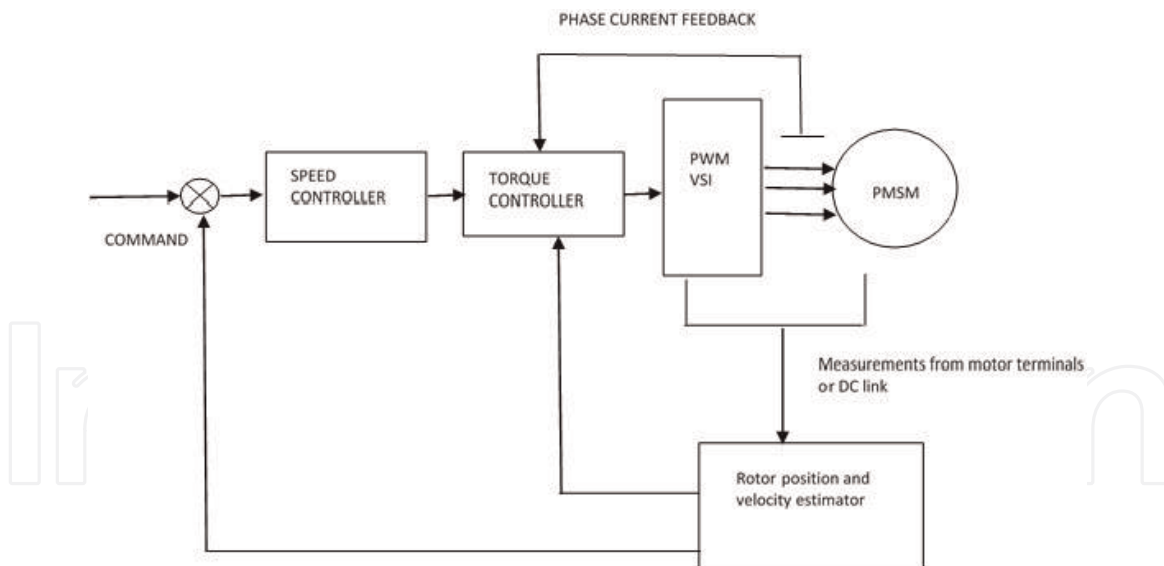 PHASE CURRENT FEEDBACK
SPEED
CONTROLLER
TORQUE
CONTROLLER
PWM
VSI
PMSM
COMMAND
Measurements from motor terminals
or DC link
Rotor position and
velocity estimator